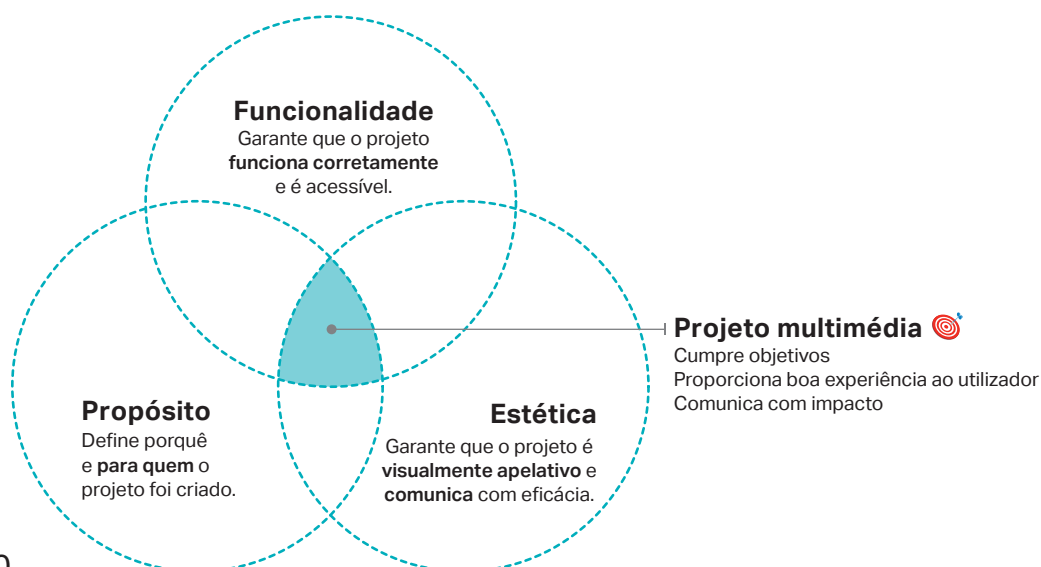 Funcionalidade
Garante que o projeto
funciona corretamente
e é acessível.
Propósito
Define porquê
e para quem o
projeto foi criado.
Estética
Garante que o projeto é
visualmente apelativo e
comunica com eficácia.
Projeto multimédia
Cumpre objetivos
Proporciona boa experiência ao utilizador
Comunica com impacto